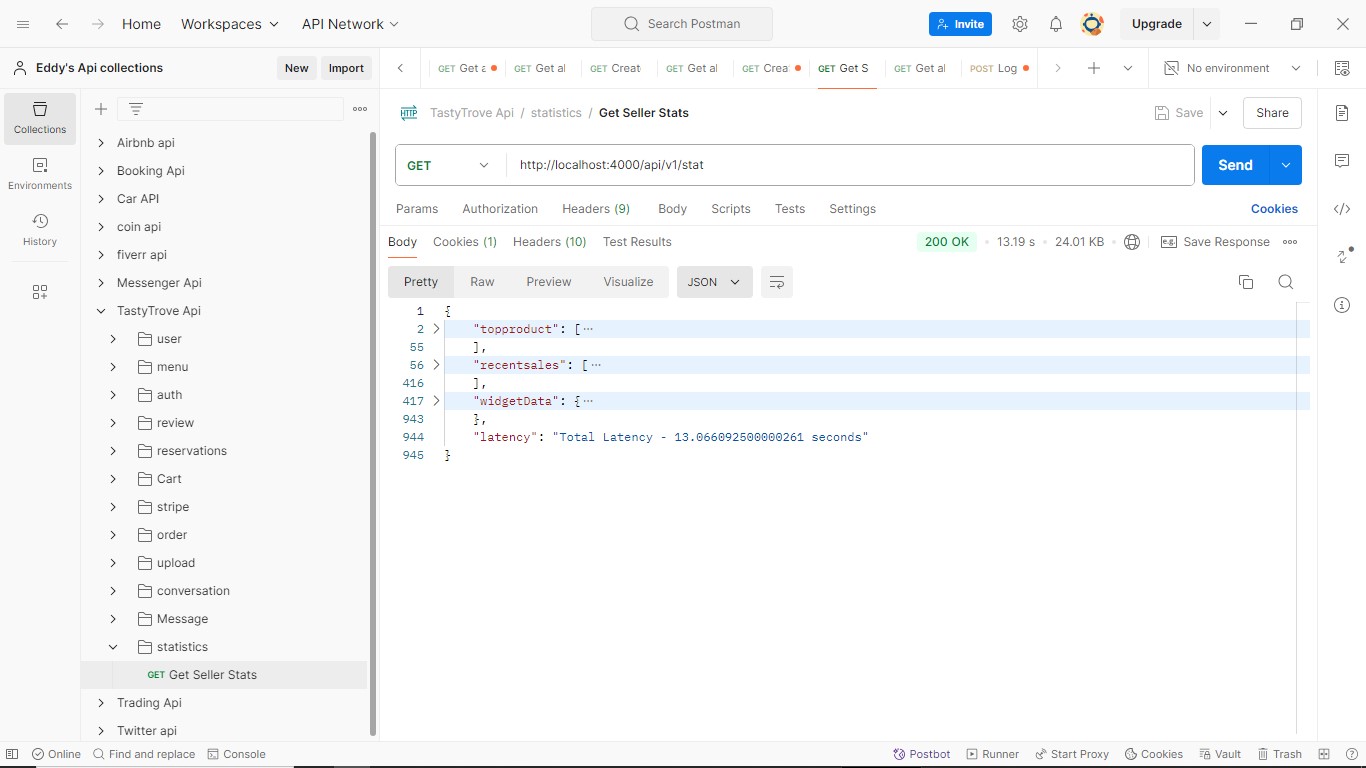 Home Workspaces API Network Search Postman Invite Upgrade
Eddy's Api collections New Import
GET Get a GET Get al GET Create GET Get al GET Crea GET Get S GET Get al POST Log No environment
Collections
Environments
History
Airbnb api
Booking Api
Car API
coin api
fiverr api
Messenger Api
TastyTrove Api
user
menu
auth
review
reservations
Cart
stripe
order
upload
conversation
Message
statistics
GET Get Seller Stats
Trading Api
Twitter api
HTTP TastyTrove Api / statistics / Get Seller Stats Save Share
GET http://localhost:4000/api/v1/stat Send
Params Authorization Headers (9) Body Scripts Tests Settings Cookies
Body Cookies (1) Headers (10) Test Results 200 OK 13.19 s 24.01 KB e.g. Save Response
Pretty Raw Preview Visualize JSON
1 {
2 "topproduct": [ ···
55 ],
56 "recentsales": [ ···
416 ],
417 "widgetData": { ···
943 },
944 "latency": "Total Latency - 13.066092500000261 seconds"
945 }
Online Find and replace Console Postbot Runner Start Proxy Cookies Vault Trash